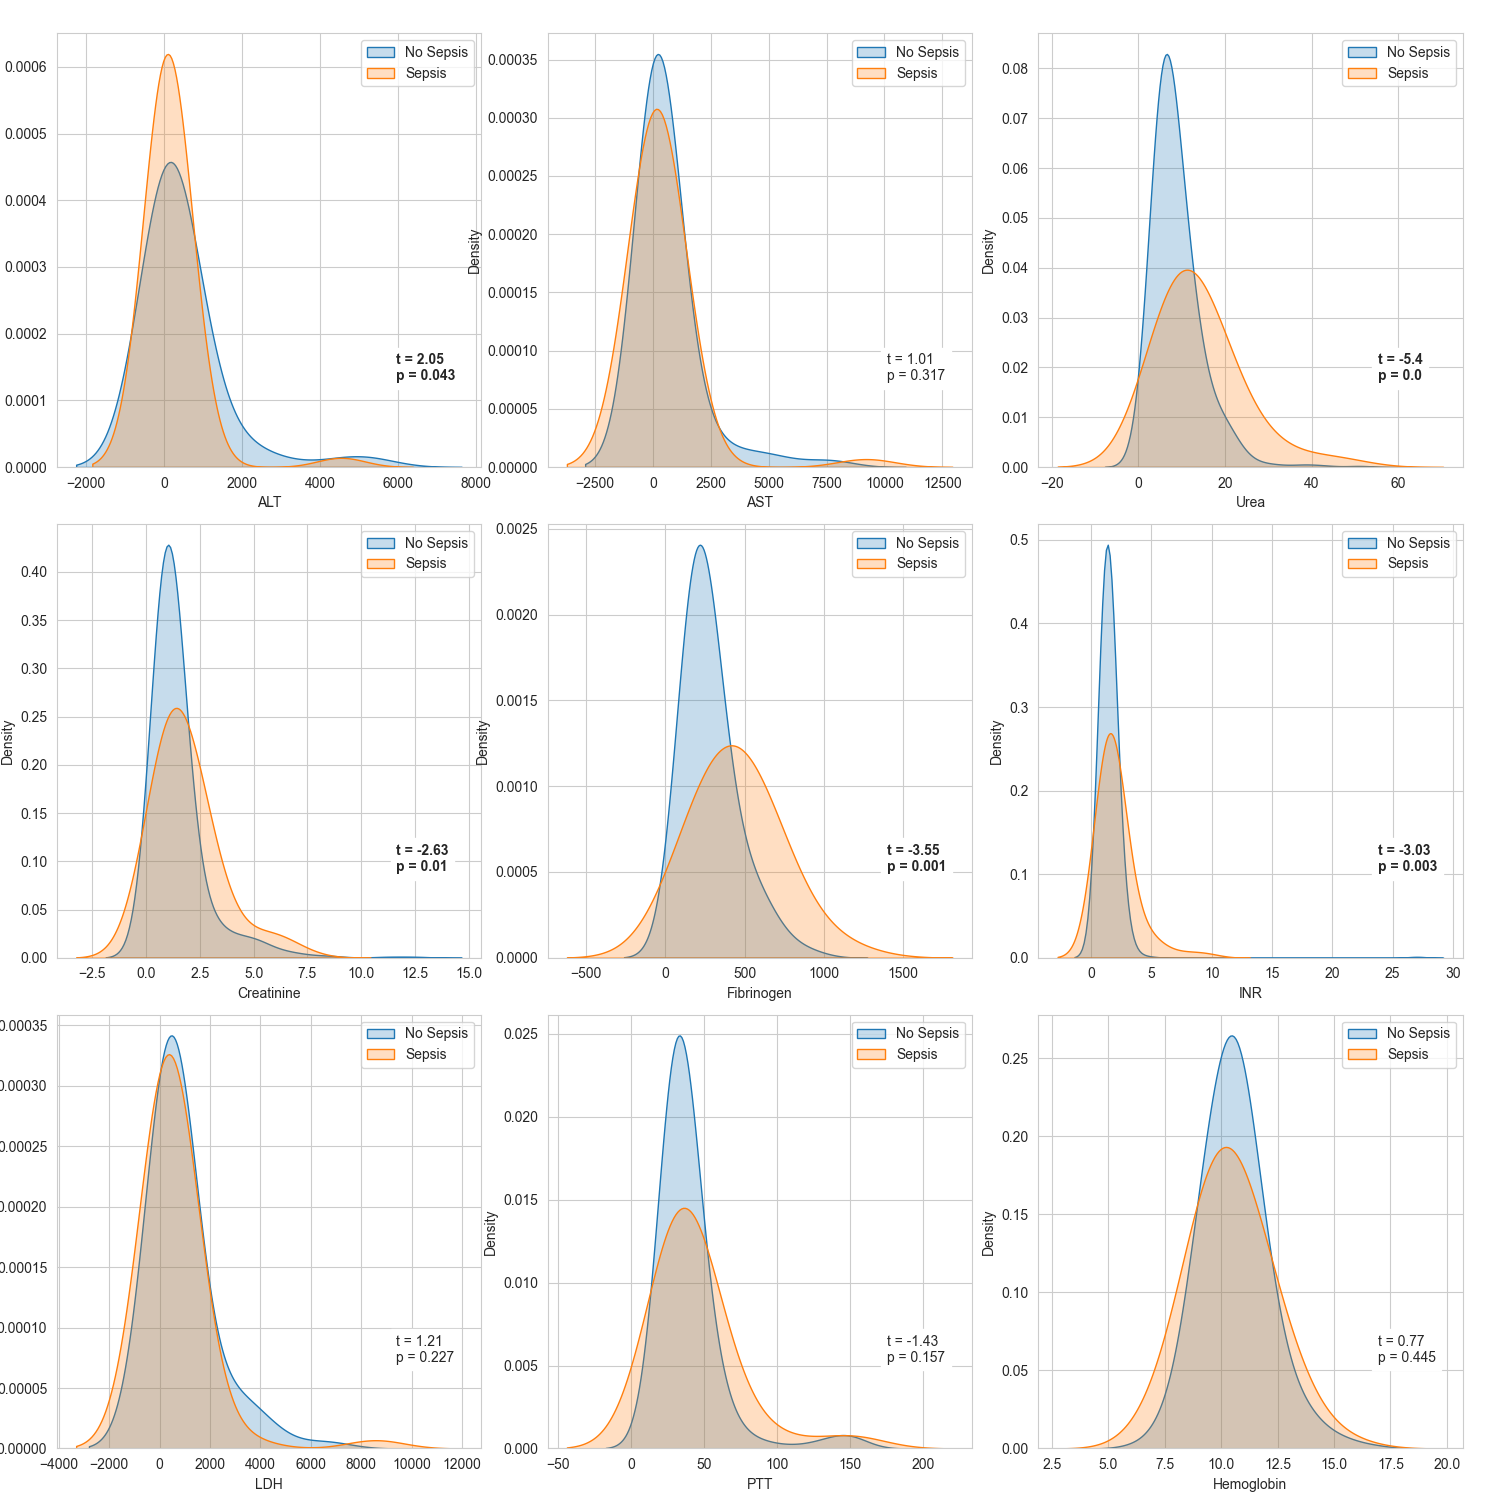 No Sepsis
Sepsis
0.0006
0.0005
0.0004
0.0003
0.0002
0.0001
0.0000
t = 2.05
p = 0.043
−2000 0 2000 4000 6000 8000
ALT
No Sepsis
Sepsis
Density
0.00035
0.00030
0.00025
0.00020
0.00015
0.00010
0.00005
0.00000
t = 1.01
p = 0.317
−2500 0 2500 5000 7500 10000 12500
AST
No Sepsis
Sepsis
Density
0.08
0.07
0.06
0.05
0.04
0.03
0.02
0.01
0.00
t = -5.4
p = 0.0
−20 0 20 40 60
Urea
No Sepsis
Sepsis
Density
0.40
0.35
0.30
0.25
0.20
0.15
0.10
0.05
0.00
t = -2.63
p = 0.01
−2.5 0.0 2.5 5.0 7.5 10.0 12.5 15.0
Creatinine
No Sepsis
Sepsis
Density
0.0025
0.0020
0.0015
0.0010
0.0005
0.0000
t = -3.55
p = 0.001
−500 0 500 1000 1500
Fibrinogen
No Sepsis
Sepsis
Density
0.5
0.4
0.3
0.2
0.1
0.0
t = -3.03
p = 0.003
0 5 10 15 20 25 30
INR
No Sepsis
Sepsis
0.00035
0.00030
0.00025
0.00020
0.00015
0.00010
0.00005
0.00000
t = 1.21
p = 0.227
−4000 −2000 0 2000 4000 6000 8000 10000 12000
LDH
No Sepsis
Sepsis
Density
0.025
0.020
0.015
0.010
0.005
0.000
t = -1.43
p = 0.157
−50 0 50 100 150 200
PTT
No Sepsis
Sepsis
Density
0.25
0.20
0.15
0.10
0.05
0.00
t = 0.77
p = 0.445
2.5 5.0 7.5 10.0 12.5 15.0 17.5 20.0
Hemoglobin